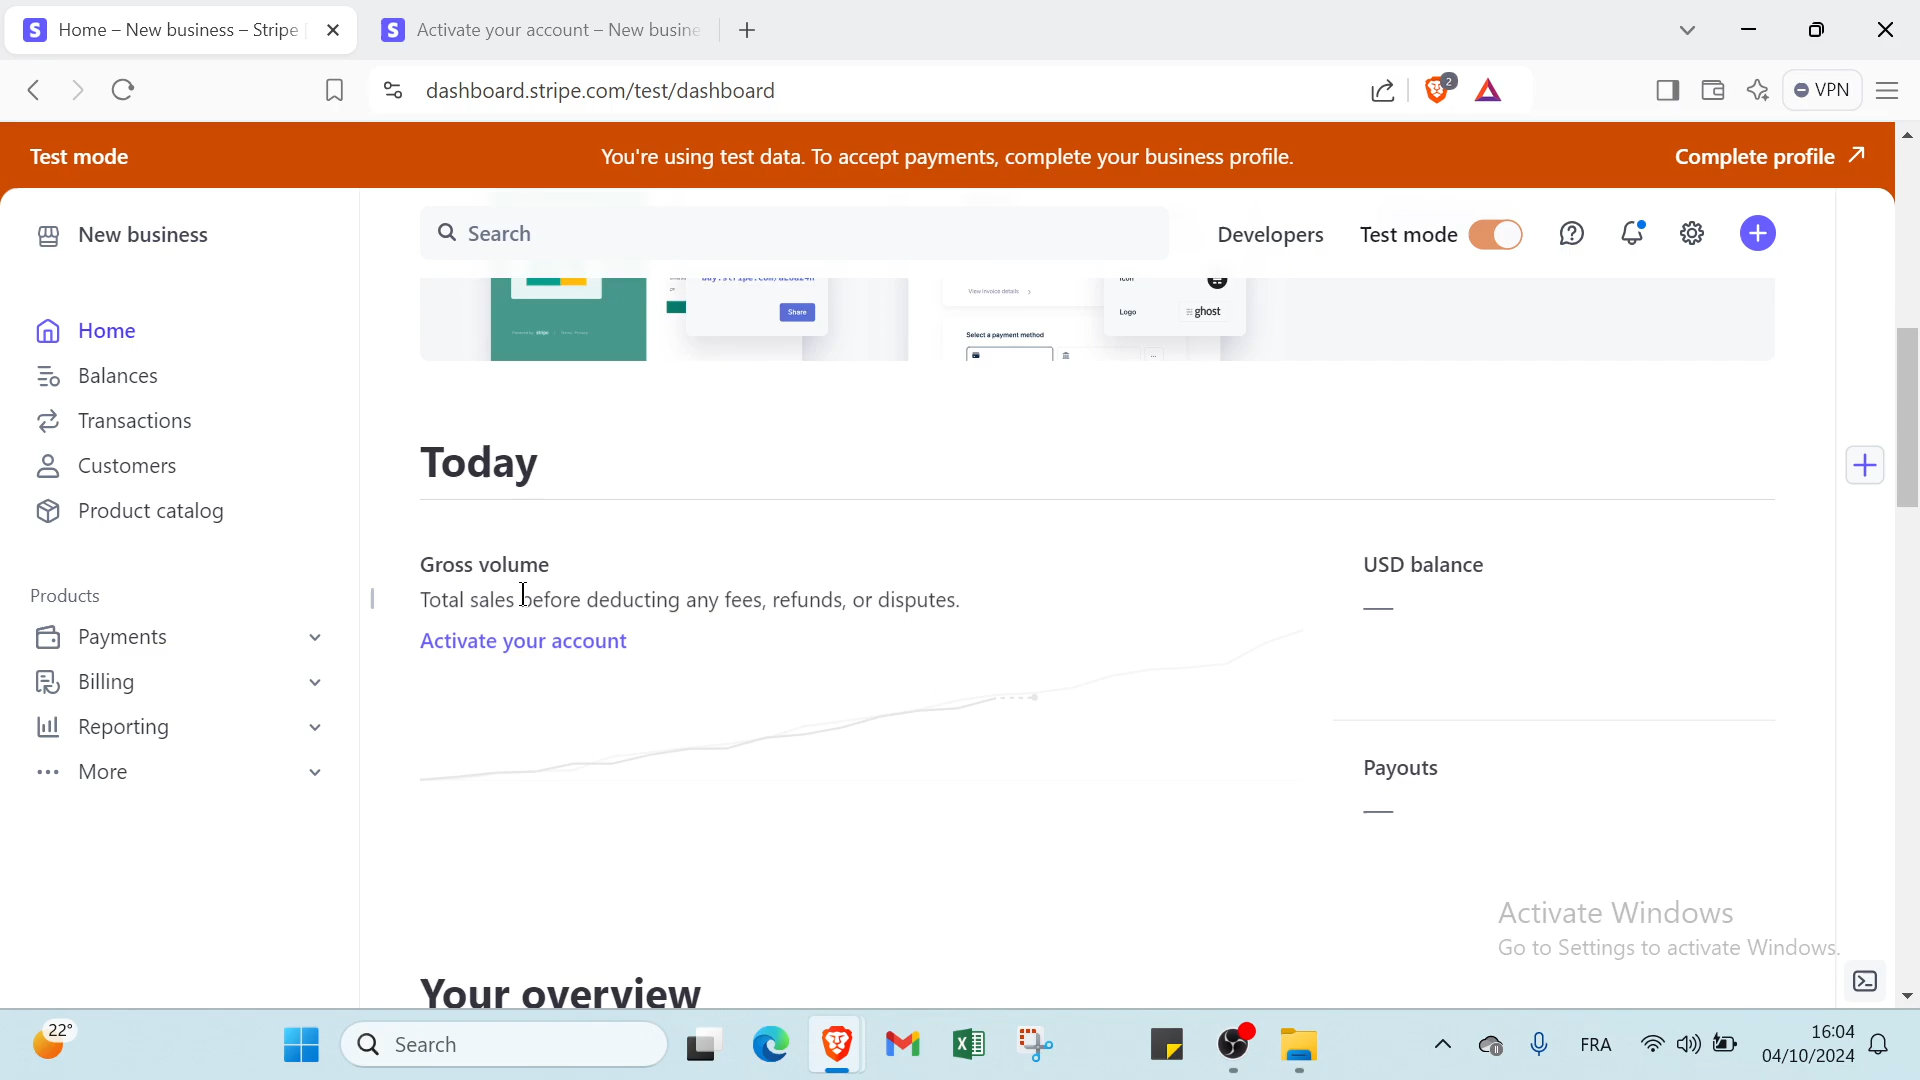 Home – New business – Stripe
Activate your account – New busine
dashboard.stripe.com/test/dashboard
2
VPN
Test mode
You're using test data. To accept payments, complete your business profile.
Complete profile
New business
Search
Developers
Test mode
Home
Balances
Transactions
Customers
Product catalog
Products
Payments
Billing
Reporting
More
Share
View invoice details
Select a payment method
Icon
Logo
ghost
Today
Gross volume
Total sales before deducting any fees, refunds, or disputes.
Activate your account
USD balance
Payouts
Your overview
Activate Windows
Go to Settings to activate Windows.
22°
Search
FRA
16:04
04/10/2024